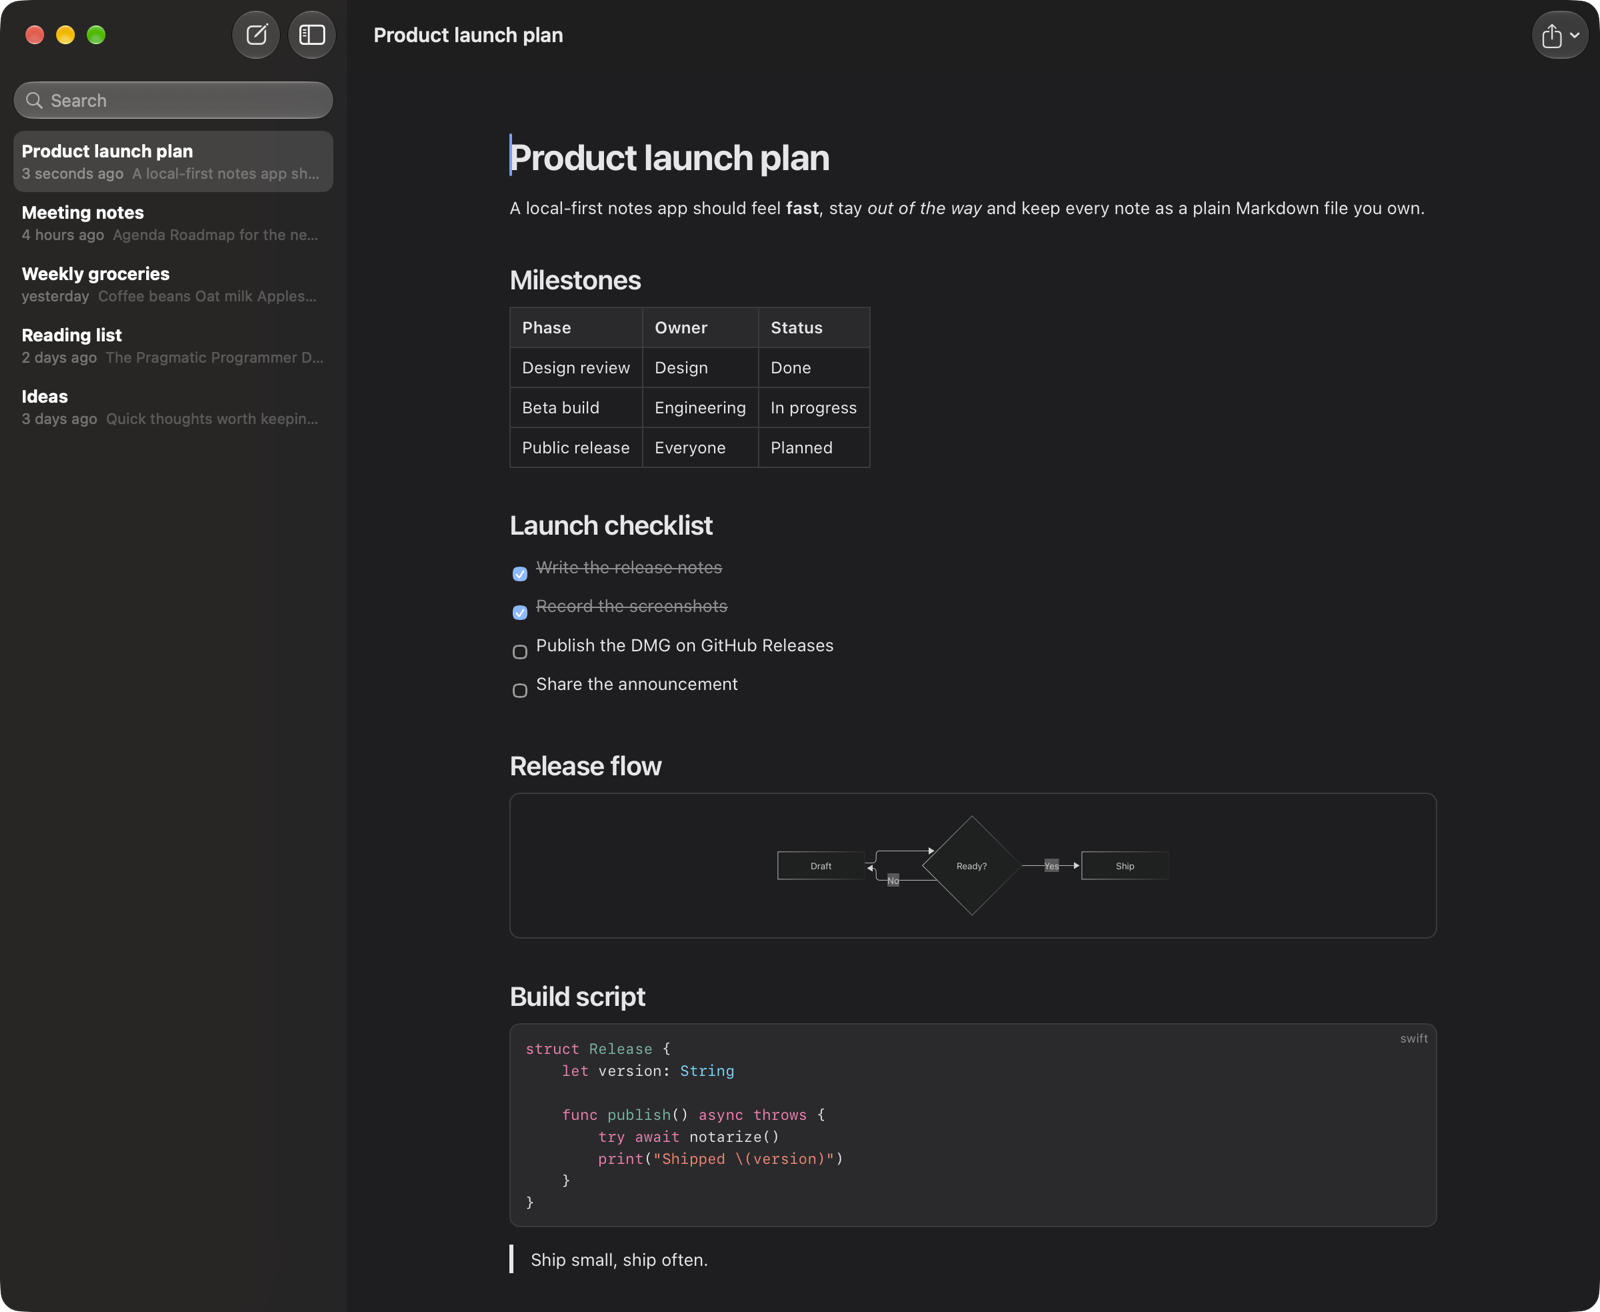 Product launch plan
Search
Product launch plan
3 seconds ago A local-first notes app sh...
Meeting notes
4 hours ago Agenda Roadmap for the ne...
Weekly groceries
yesterday Coffee beans Oat milk Apples...
Reading list
2 days ago The Pragmatic Programmer D...
Ideas
3 days ago Quick thoughts worth keepin...
Product launch plan
A local-first notes app should feel fast, stay out of the way and keep every note as a plain Markdown file you own.
Milestones
Phase Owner Status
Design review Design Done
Beta build Engineering In progress
Public release Everyone Planned
Launch checklist
Write the release notes
Record the screenshots
Publish the DMG on GitHub Releases
Share the announcement
Release flow
Draft No Ready? Yes Ship
Build script
swift
struct Release {
    let version: String

    func publish() async throws {
        try await notarize()
        print("Shipped \(version)")
    }
}
Ship small, ship often.